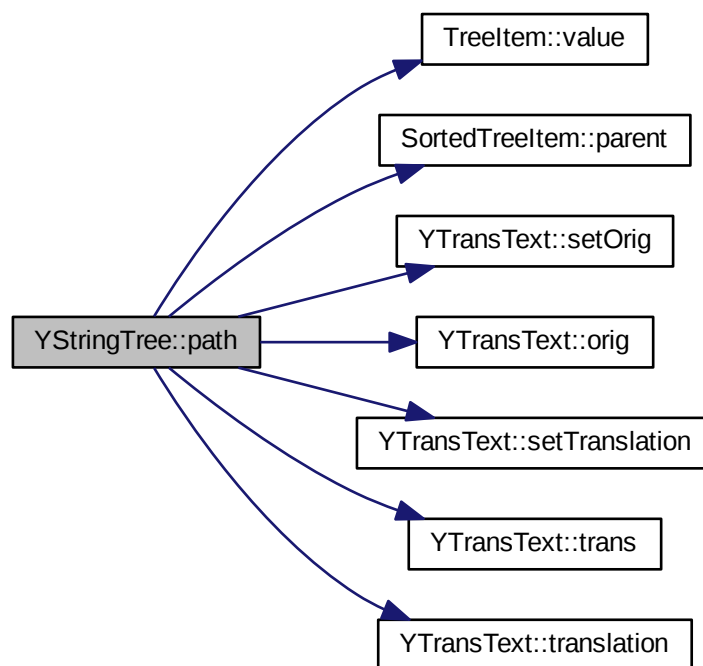 TreeItem::value
SortedTreeItem::parent
YTransText::setOrig
YStringTree::path
YTransText::orig
YTransText::setTranslation
YTransText::trans
YTransText::translation